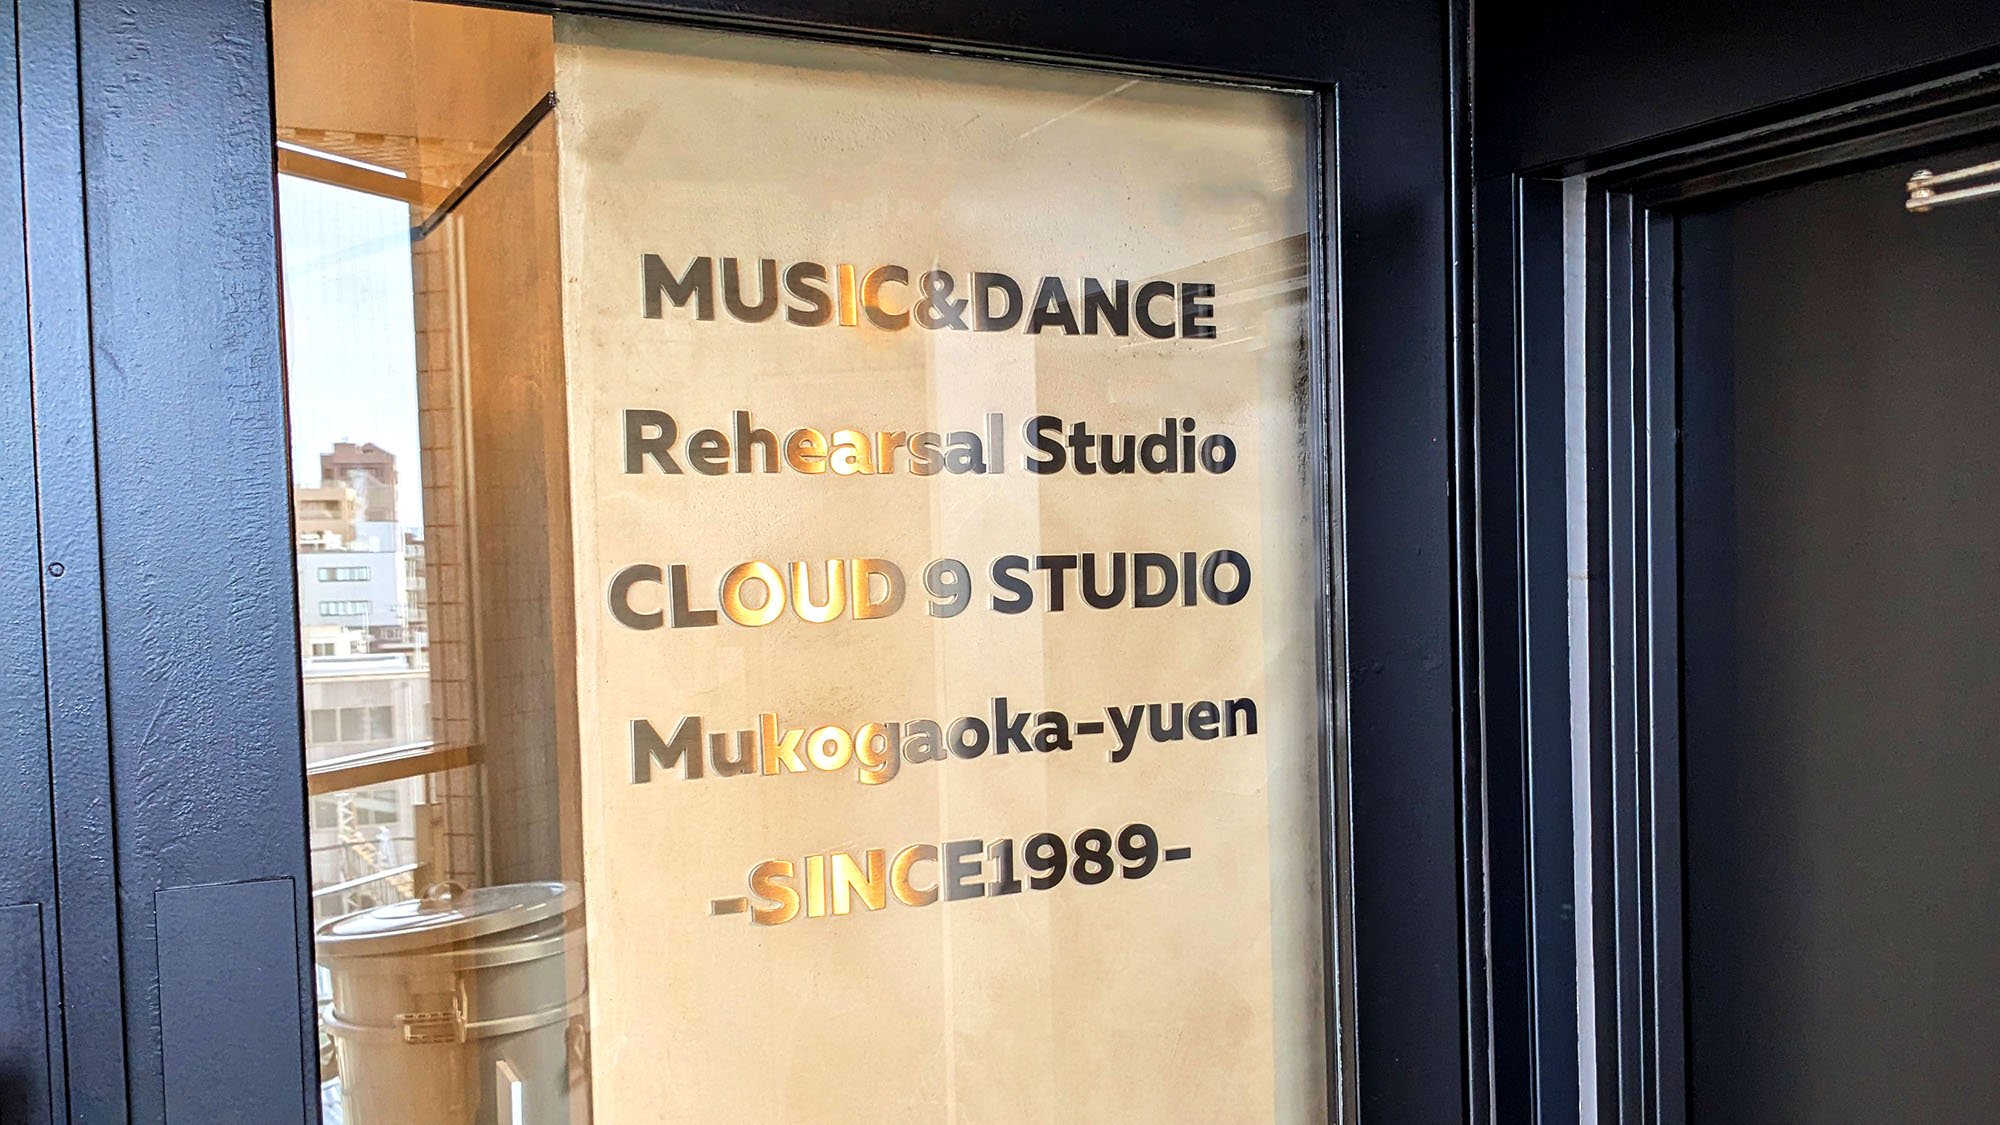 MUSIC&DANCE
Rehearsal Studio
CLOUD 9 STUDIO
Mukogaoka-yuen
-SINCE1989-